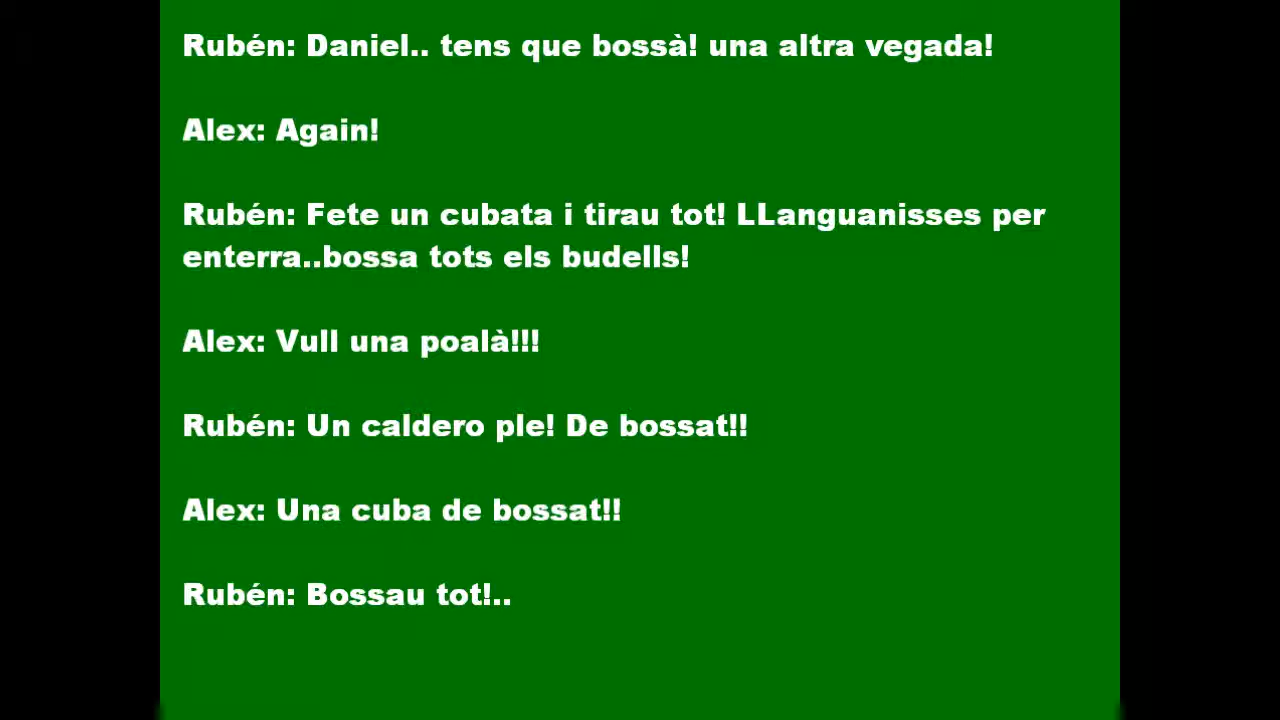 Rubén: Daniel.. tens que bossà! una altra vegada!
Alex: Again!
Rubén: Fete un cubata i tirau tot! LLanguanisses per
enterra..bossa tots els budells!
Alex: Vull una poalà!!!
Rubén: Un caldero ple! De bossat!!
Alex: Una cuba de bossat!!
Rubén: Bossau tot!..